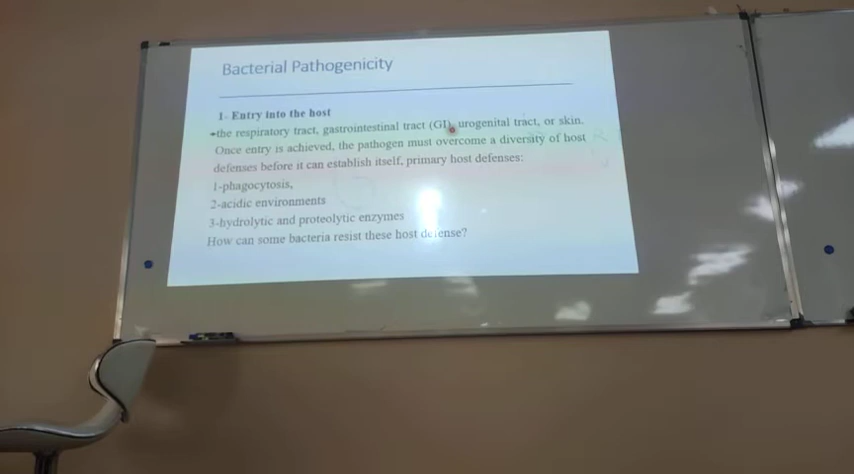 Bacterial Pathogenicity
1- Entry into the host
-the respiratory tract, gastrointestinal tract (GI), urogenital tract, or skin.
Once entry is achieved, the pathogen must overcome a diversity of host
defenses before it can establish itself, primary host defenses:
1-phagocytosis,
2-acidic environments
3-hydrolytic and proteolytic enzymes
How can some bacteria resist these host defense?